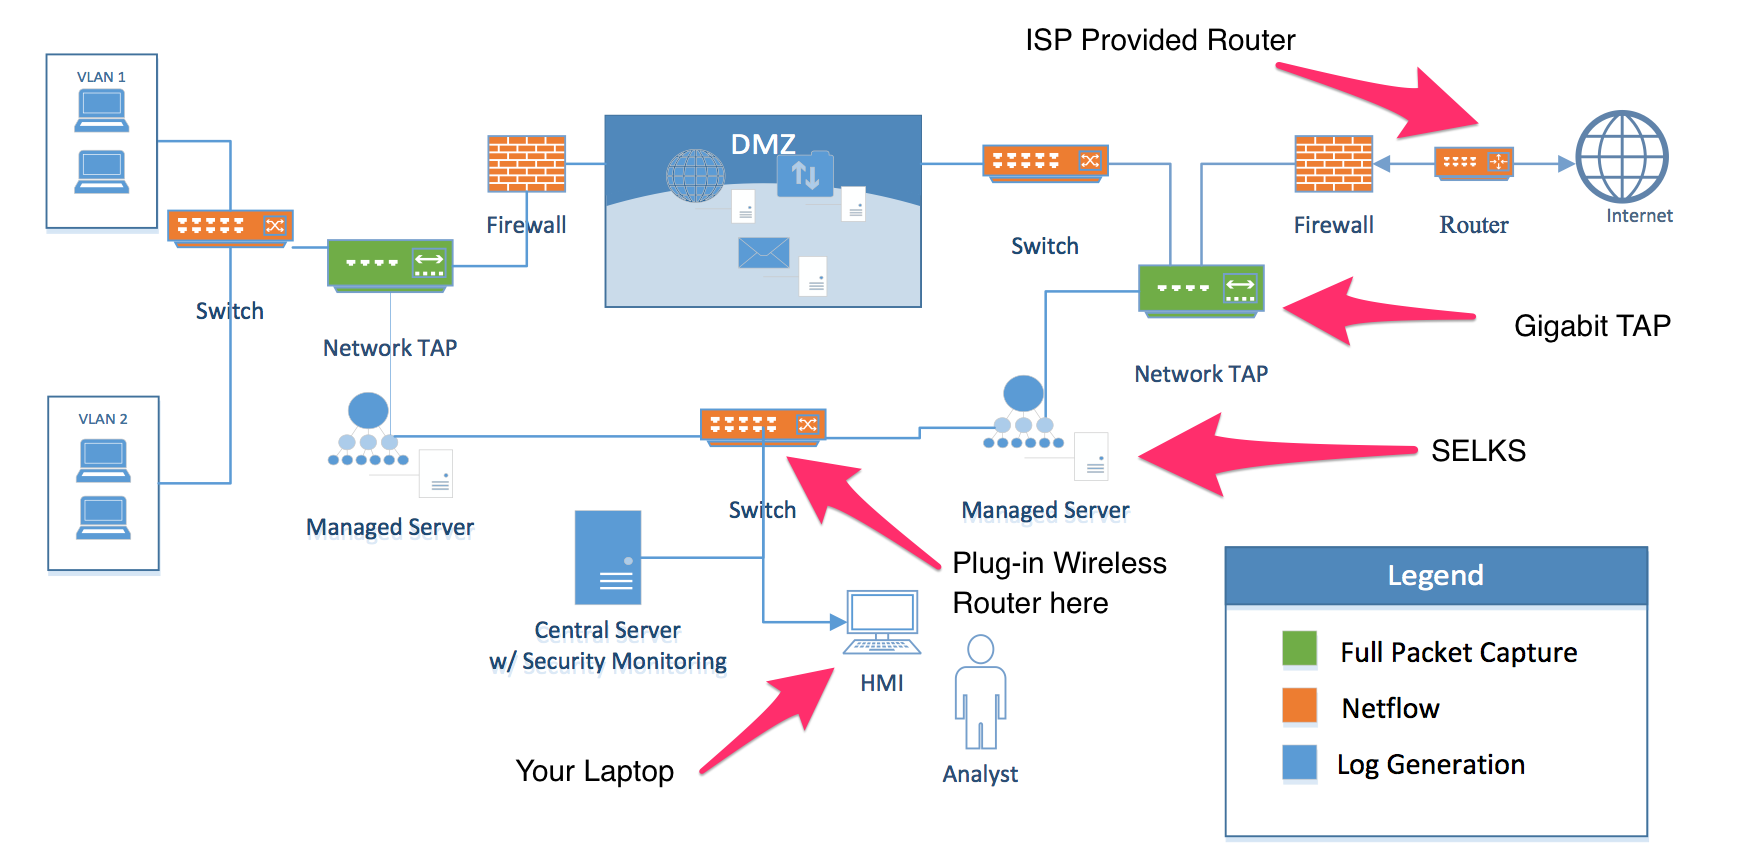 ISP Provided Router
VLAN 1
DMZ
Firewall
Switch
Firewall
Router
Internet
Switch
Network TAP
Network TAP
Gigabit TAP
VLAN 2
SELKS
Managed Server
Switch
Managed Server
Plug-in Wireless
Router here
Central Server
w/ Security Monitoring
HMI
Your Laptop
Analyst
Legend
Full Packet Capture
Netflow
Log Generation